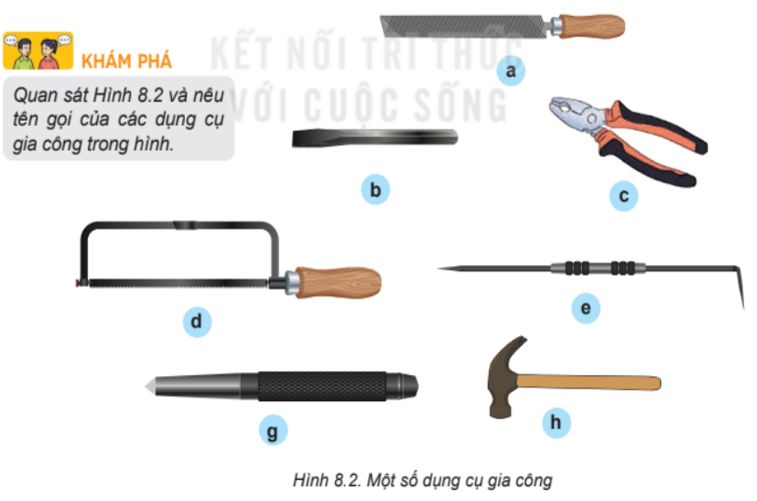 KẾT NỐI TRI THỨC
VỚI CUỘC SỐNG
KHÁM PHÁ
Quan sát Hình 8.2 và nêu
tên gọi của các dụng cụ
gia công trong hình.
a
b
c
d
e
g
h
Hình 8.2. Một số dụng cụ gia công